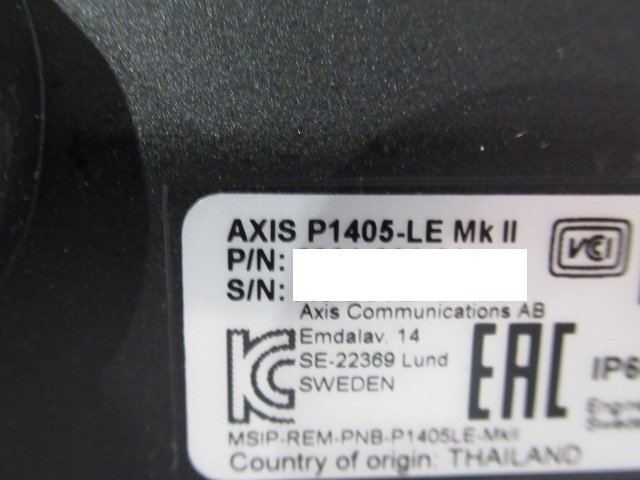 AXIS P1405-LE Mk II
P/N:
S/N:
VCI
Axis Communications AB
Emdalav. 14
SE-22369 Lund
SWEDEN
EAC
MSIP-REM-PNB-P1405LE-MkII
Country of origin: THAILAND